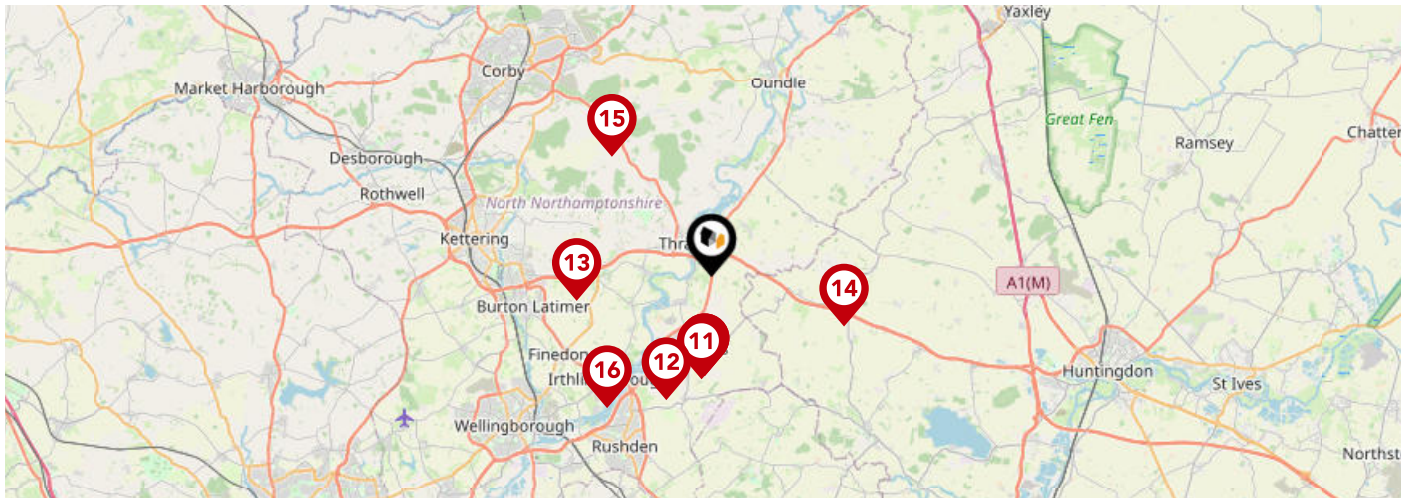 Yaxley
Corby
Oundle
Market Harborough
15
Great Fen
Chatter
Ramsey
Desborough
Rothwell
North Northamptonshire
Kettering
Thra
13
A1(M)
14
Burton Latimer
11
Finedon
12
16
Huntingdon
St Ives
Wellingborough
Rushden
Northst